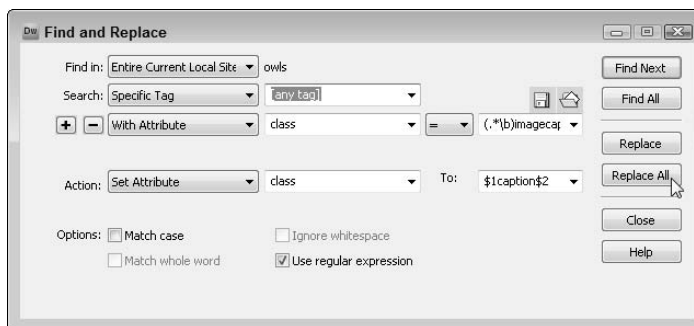 Dw Find and Replace
Find in: Entire Current Local Site owls Find Next
Search: Specific Tag [any tag] Find All
+ - With Attribute class = (.*\b)imagecap
Replace
Action: Set Attribute class To: $1caption$2 Replace All
Options: Match case Ignore whitespace Close
Match whole word Use regular expression Help